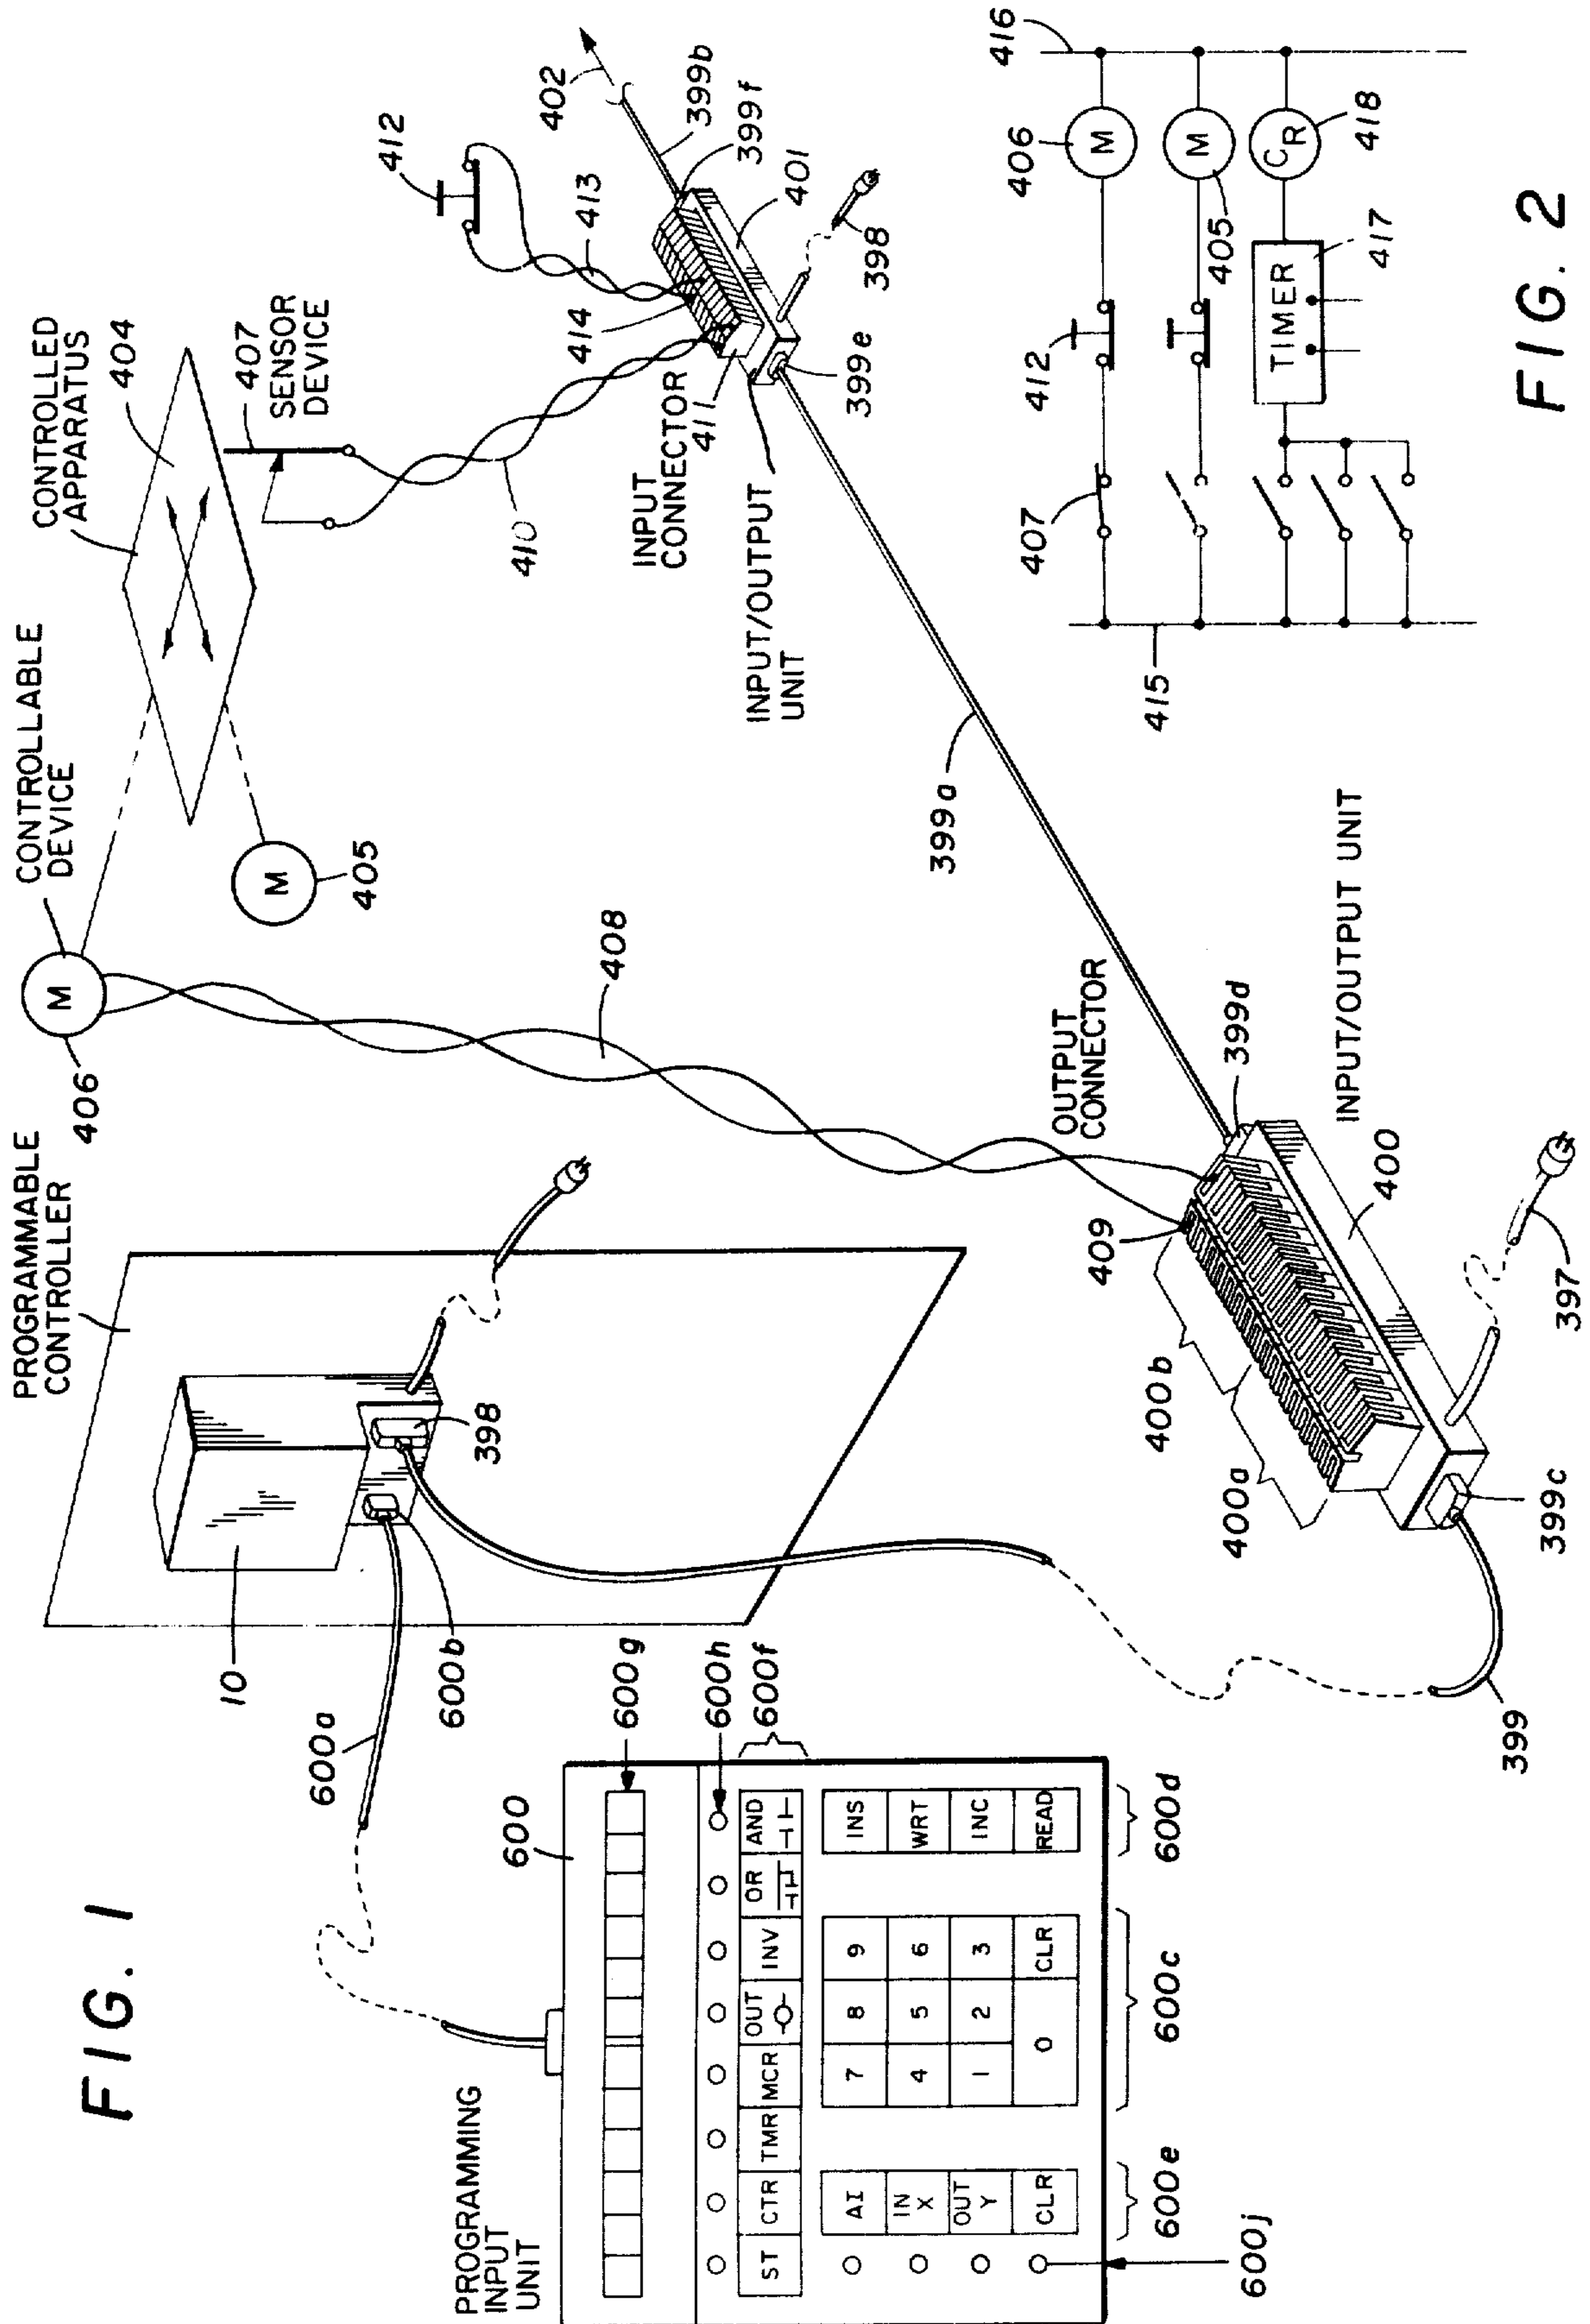 FIG. 1
PROGRAMMABLE
CONTROLLER
10
600a
600b
398
PROGRAMMING
INPUT
UNIT
600
600g
600h
600f
ST
CTR
TMR
MCR
OUT
INV
OR
AND
AI
IN
X
OUT
Y
CLR
7
8
9
4
5
6
1
2
3
0
CLR
INS
WRT
INC
READ
600e
600c
600d
600j
399
399c
397
400
400a
400b
409
OUTPUT
CONNECTOR
399d
INPUT/OUTPUT UNIT
408
406
M
CONTROLLABLE
DEVICE
M
405
CONTROLLED
APPARATUS
404
407
SENSOR
DEVICE
410
399a
INPUT
CONNECTOR
411
INPUT/OUTPUT
UNIT
414
413
412
402
399b
399f
401
398
399e
FIG. 2
415
407
412
406
M
M
405
TIMER
417
CR
418
416